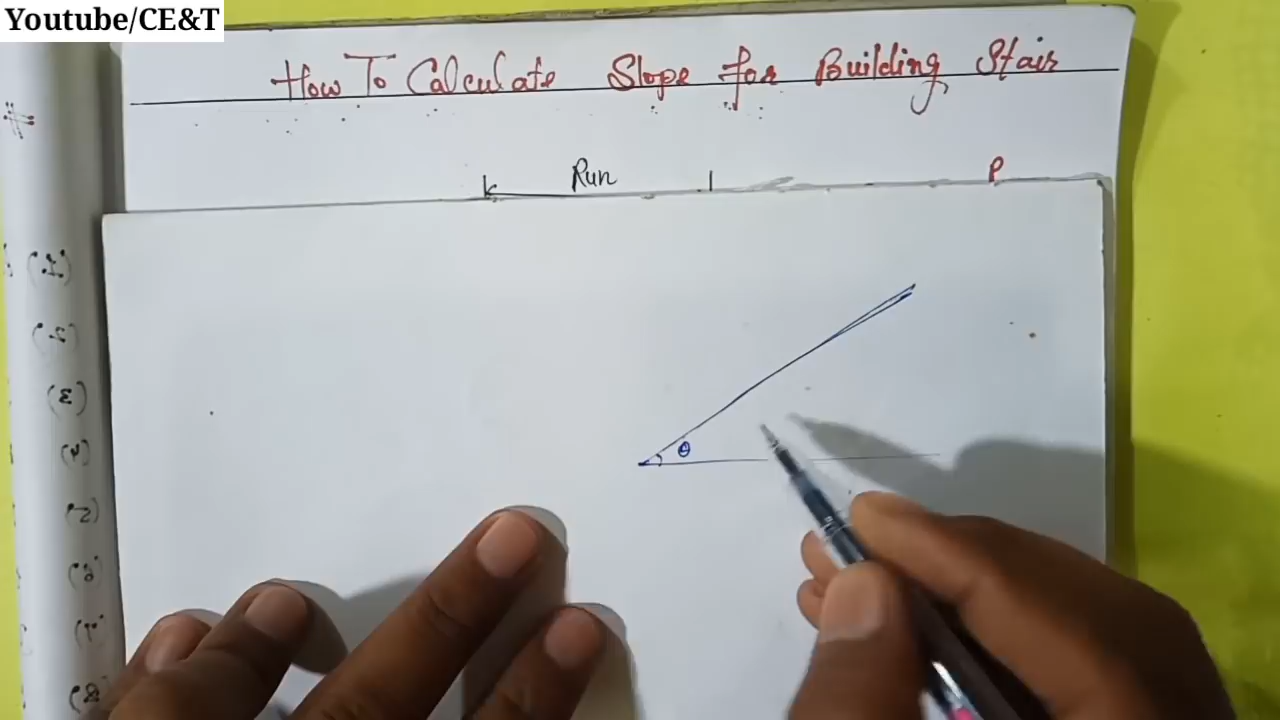 Youtube/CE&T
How To Calculate Slope for Building Stair
Run
P
θ